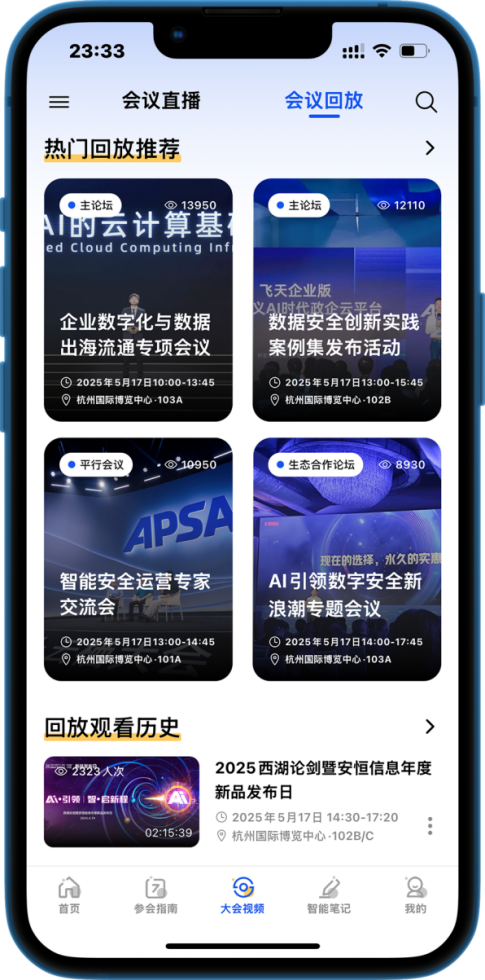 23:33
会议直播
会议回放
热门回放推荐
主论坛
13950
AI的云计算基
ed Cloud Computing Inf
企业数字化与数据
出海流通专项会议
2025年5月17日10:00-13:45
杭州国际博览中心·103A
主论坛
12110
飞天企业版
义AI时代政企云平台
数据安全创新实践
案例集发布活动
2025年5月17日13:00-15:45
杭州国际博览中心·102B
平行会议
10950
APSA
智能安全运营专家
交流会
2025年5月17日13:00-14:45
杭州国际博览中心·101A
生态合作论坛
8930
现在的选择，永久的实惠
AI引领数字安全新
浪潮专题会议
2025年5月17日14:00-17:45
杭州国际博览中心·103A
回放观看历史
2323人次
AI·引领｜智·启新程
02:15:39
2025西湖论剑暨安恒信息年度
新品发布日
2025年5月17日 14:30-17:20
杭州国际博览中心·102B/C
首页
7
参会指南
大会视频
智能笔记
我的